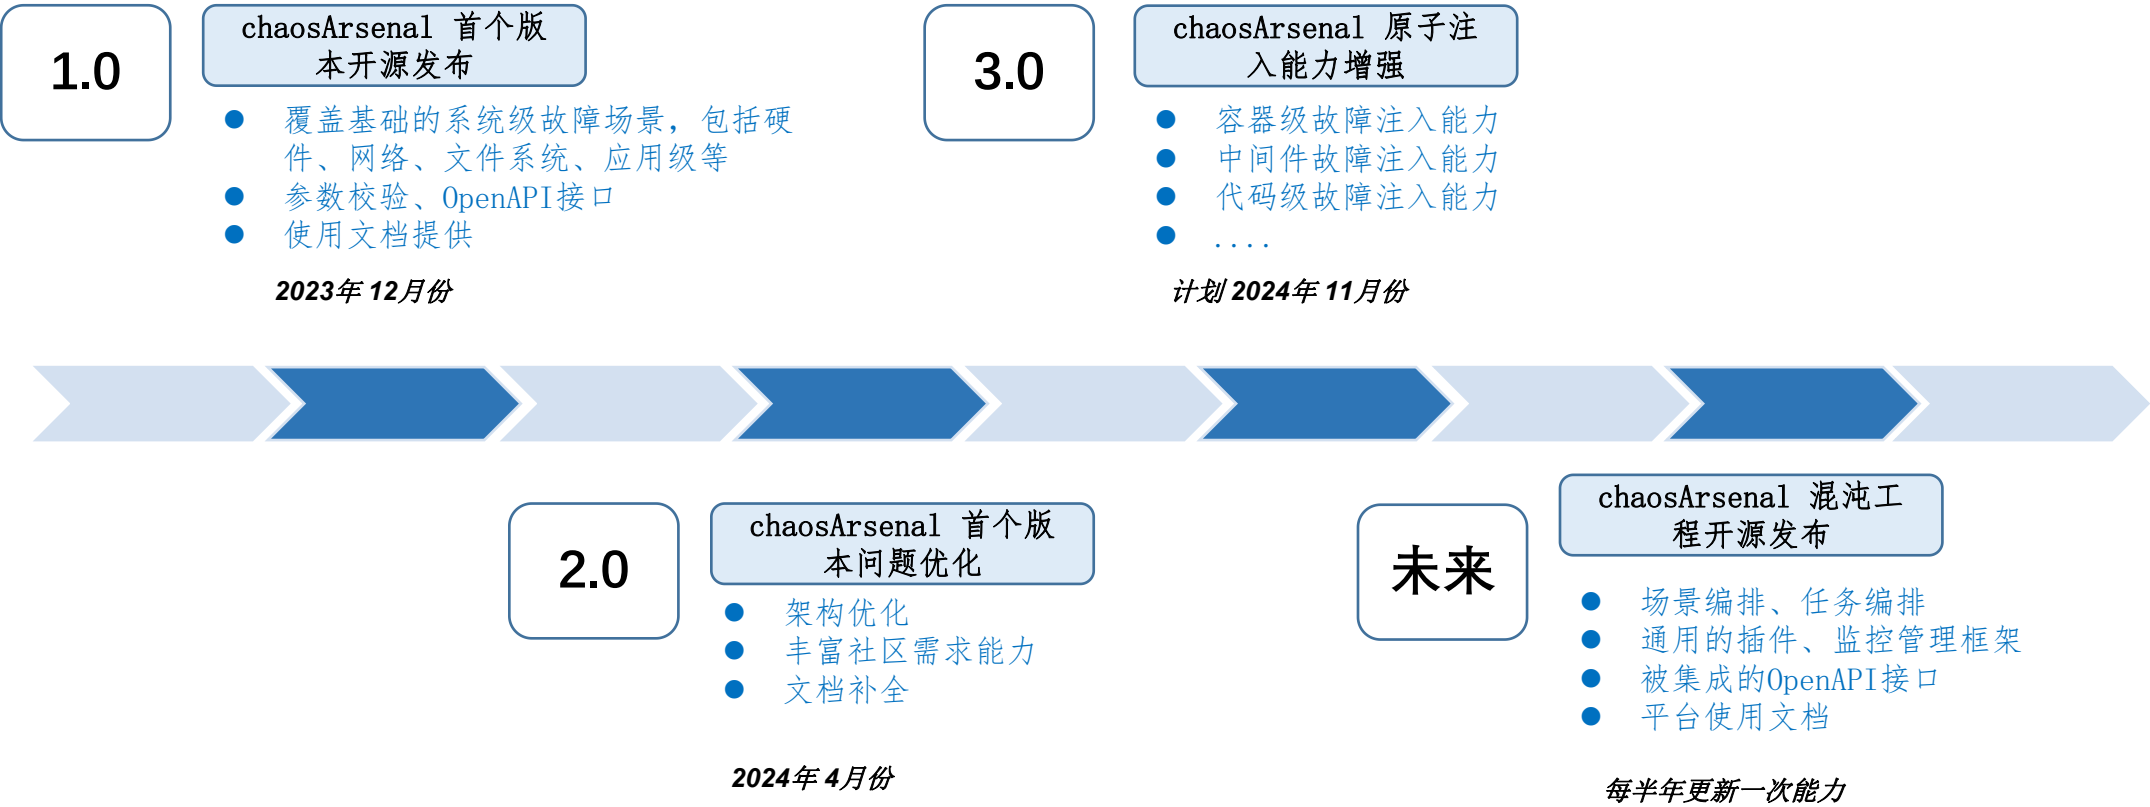 1.0
chaosArsenal 首个版
本开源发布
覆盖基础的系统级故障场景，包括硬
件、网络、文件系统、应用级等
参数校验、OpenAPI接口
使用文档提供
2023年 12月份
3.0
chaosArsenal 原子注
入能力增强
容器级故障注入能力
中间件故障注入能力
代码级故障注入能力
....
计划 2024年 11月份
2.0
chaosArsenal 首个版
本问题优化
架构优化
丰富社区需求能力
文档补全
2024年 4月份
未来
chaosArsenal 混沌工
程开源发布
场景编排、任务编排
通用的插件、监控管理框架
被集成的OpenAPI接口
平台使用文档
每半年更新一次能力